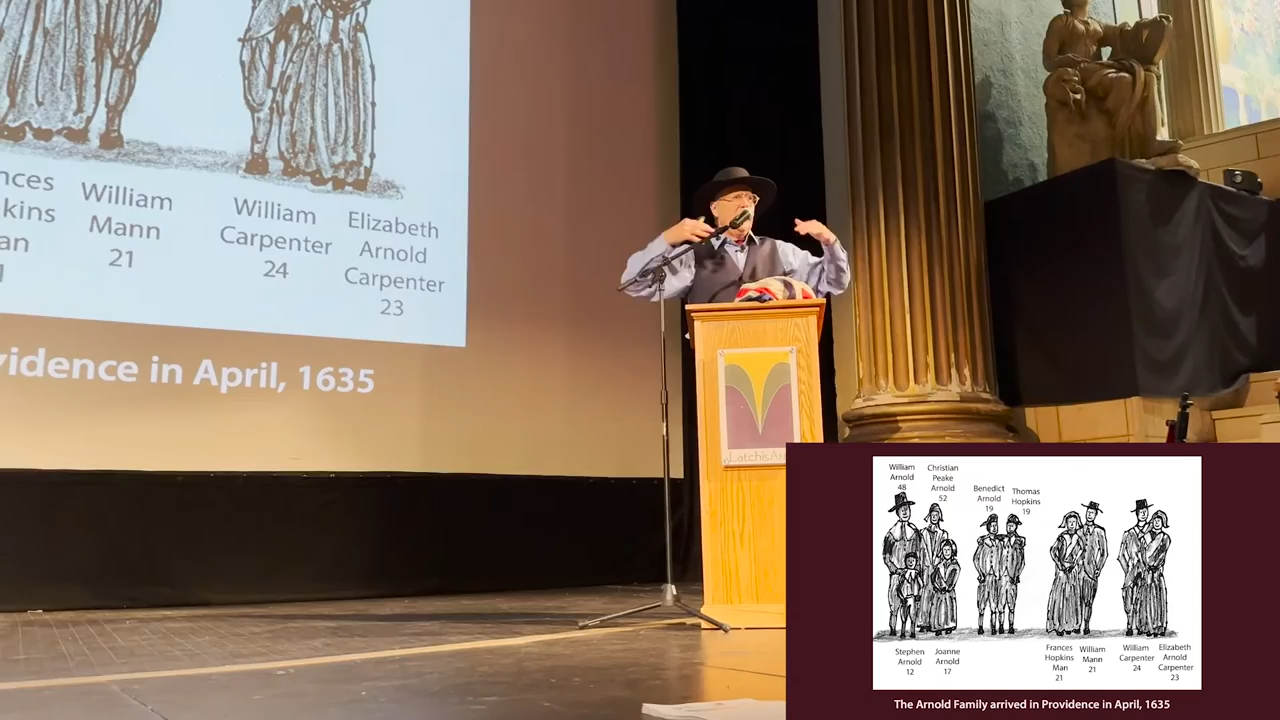 nces
kins
an
William
Mann
21
William
Carpenter
24
Elizabeth
Arnold
Carpenter
23
vidence in April, 1635
LatchisAr
William
Arnold
48
Christian
Peake
Arnold
52
Benedict
Arnold
19
Thomas
Hopkins
19
Stephen
Arnold
12
Joanne
Arnold
17
Frances
Hopkins
Man
21
William
Mann
21
William
Carpenter
24
Elizabeth
Arnold
Carpenter
23
The Arnold Family arrived in Providence in April, 1635